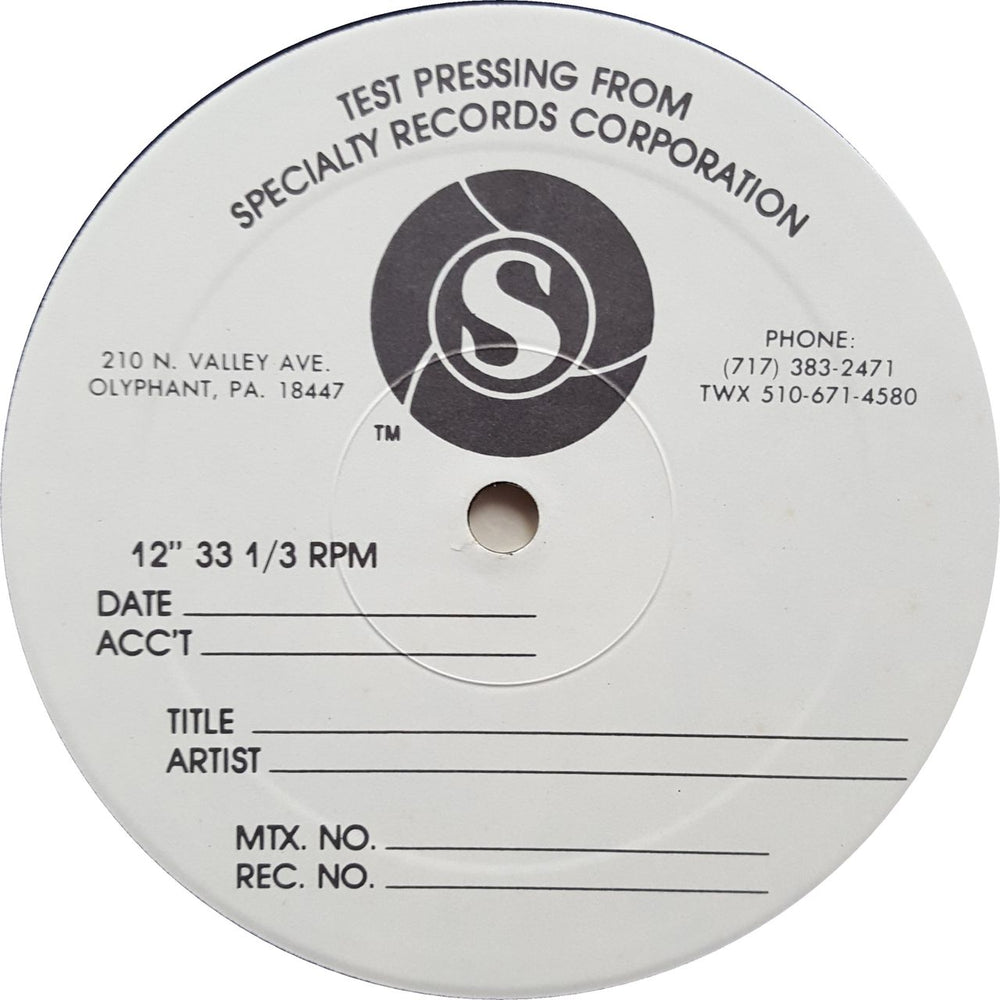 TEST PRESSING FROM
SPECIALTY RECORDS CORPORATION
S
TM
210 N. VALLEY AVE.
OLYPHANT, PA. 18447
PHONE:
(717) 383-2471
TWX 510-671-4580
12" 33 1/3 RPM
DATE
ACC'T
TITLE
ARTIST
MTX. NO.
REC. NO.